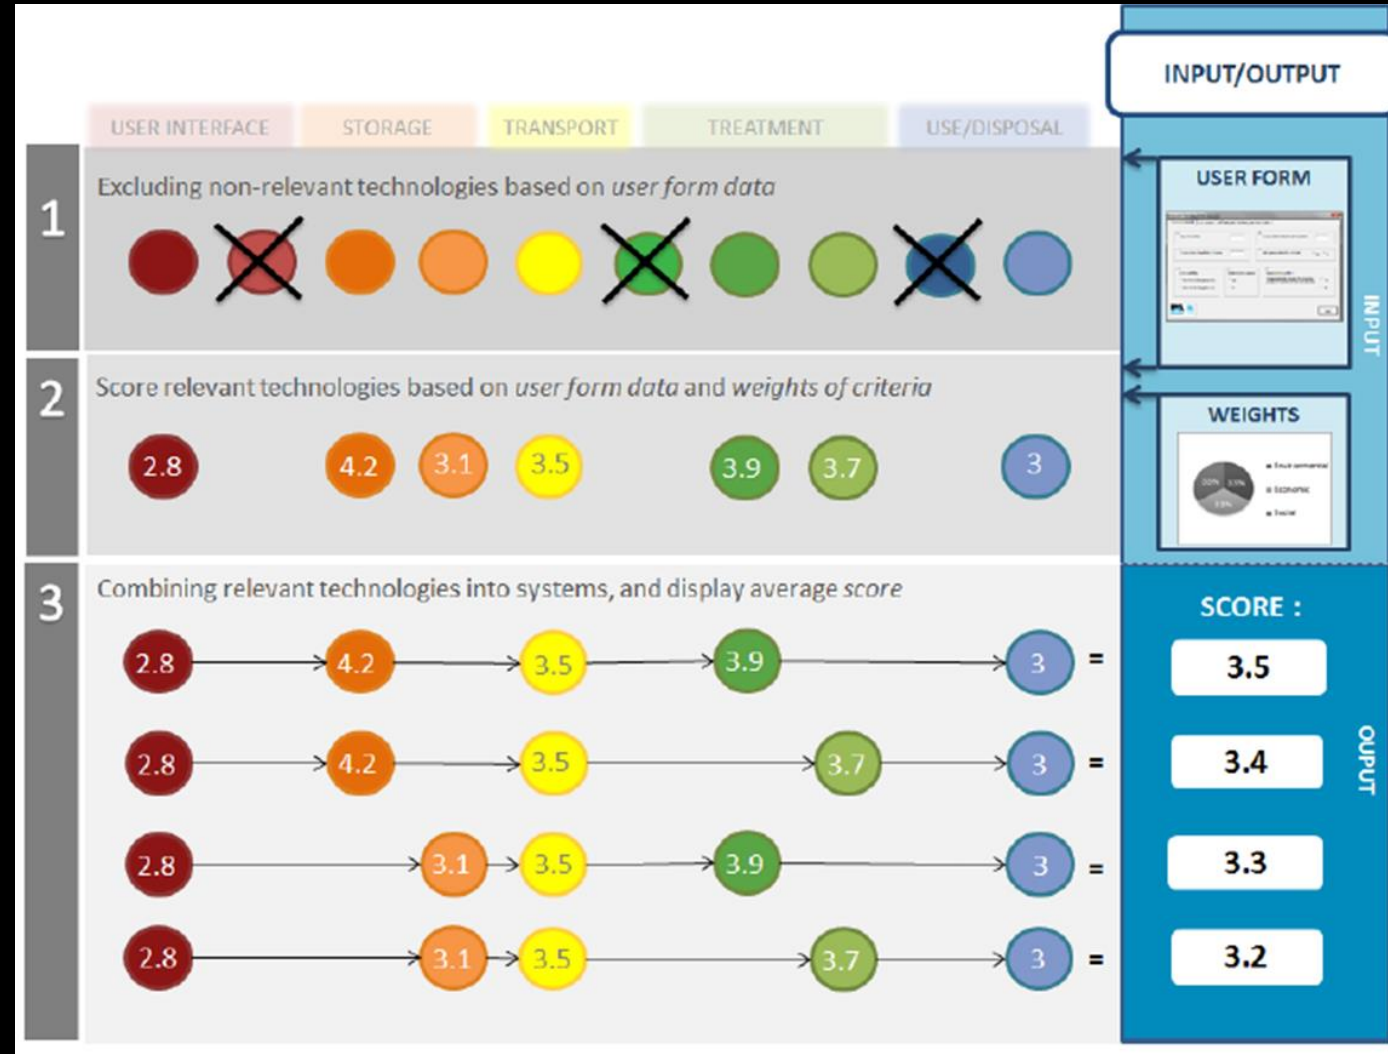 INPUT/OUTPUT
USER INTERFACE
STORAGE
TRANSPORT
TREATMENT
USE/DISPOSAL
1
Excluding non-relevant technologies based on user form data
USER FORM
INPUT
2
Score relevant technologies based on user form data and weights of criteria
2.8
4.2
3.1
3.5
3.9
3.7
3
WEIGHTS
Economic
3
Combining relevant technologies into systems, and display average score
SCORE :
2.8
4.2
3.5
3.9
3
=
3.5
2.8
4.2
3.5
3.7
3
=
3.4
OUPUT
2.8
3.1
3.5
3.9
3
=
3.3
2.8
3.1
3.5
3.7
3
=
3.2